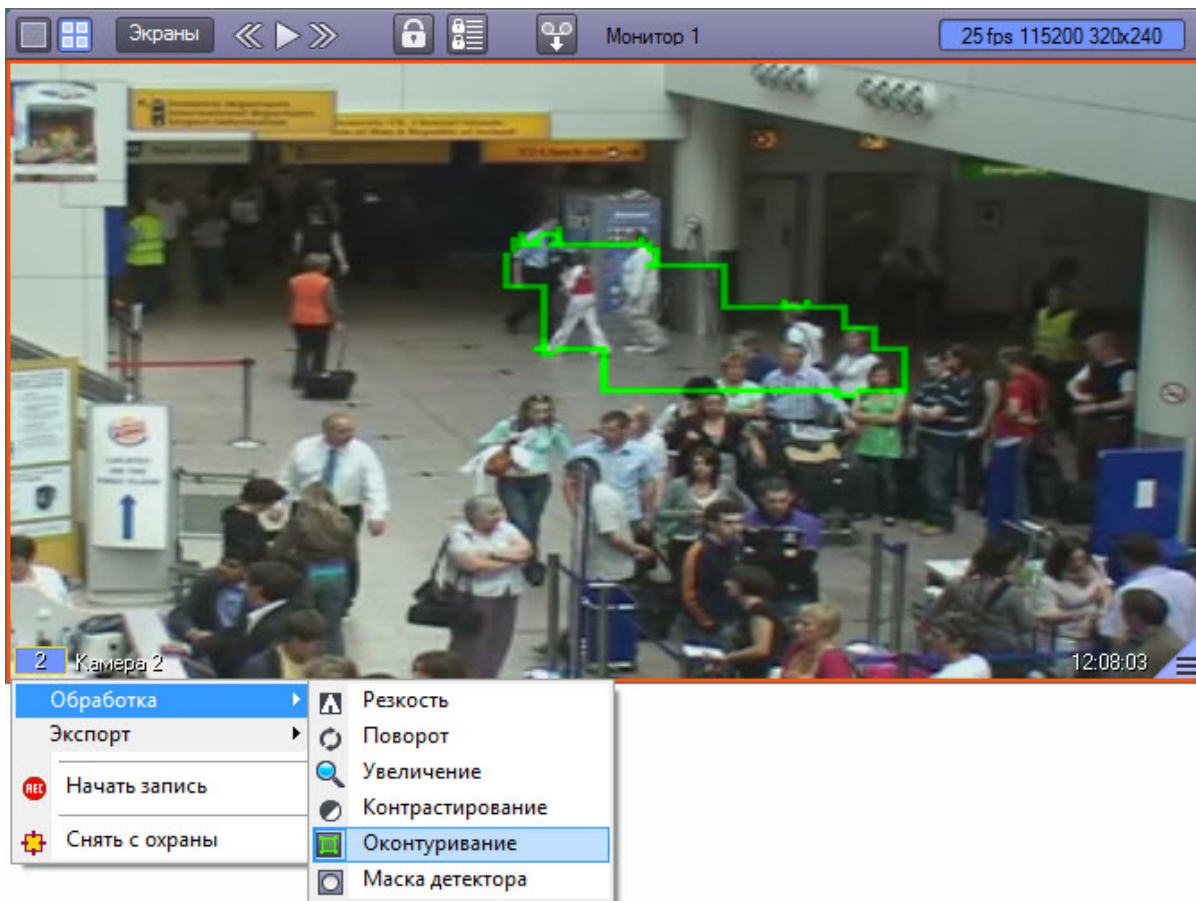 Экраны
Монитор 1
25 fps 115200 320x240
2 Камера 2
12:08:03
Обработка
Экспорт
Начать запись
Снять с охраны
Резкость
Поворот
Увеличение
Контрастирование
Оконтуривание
Маска детектора